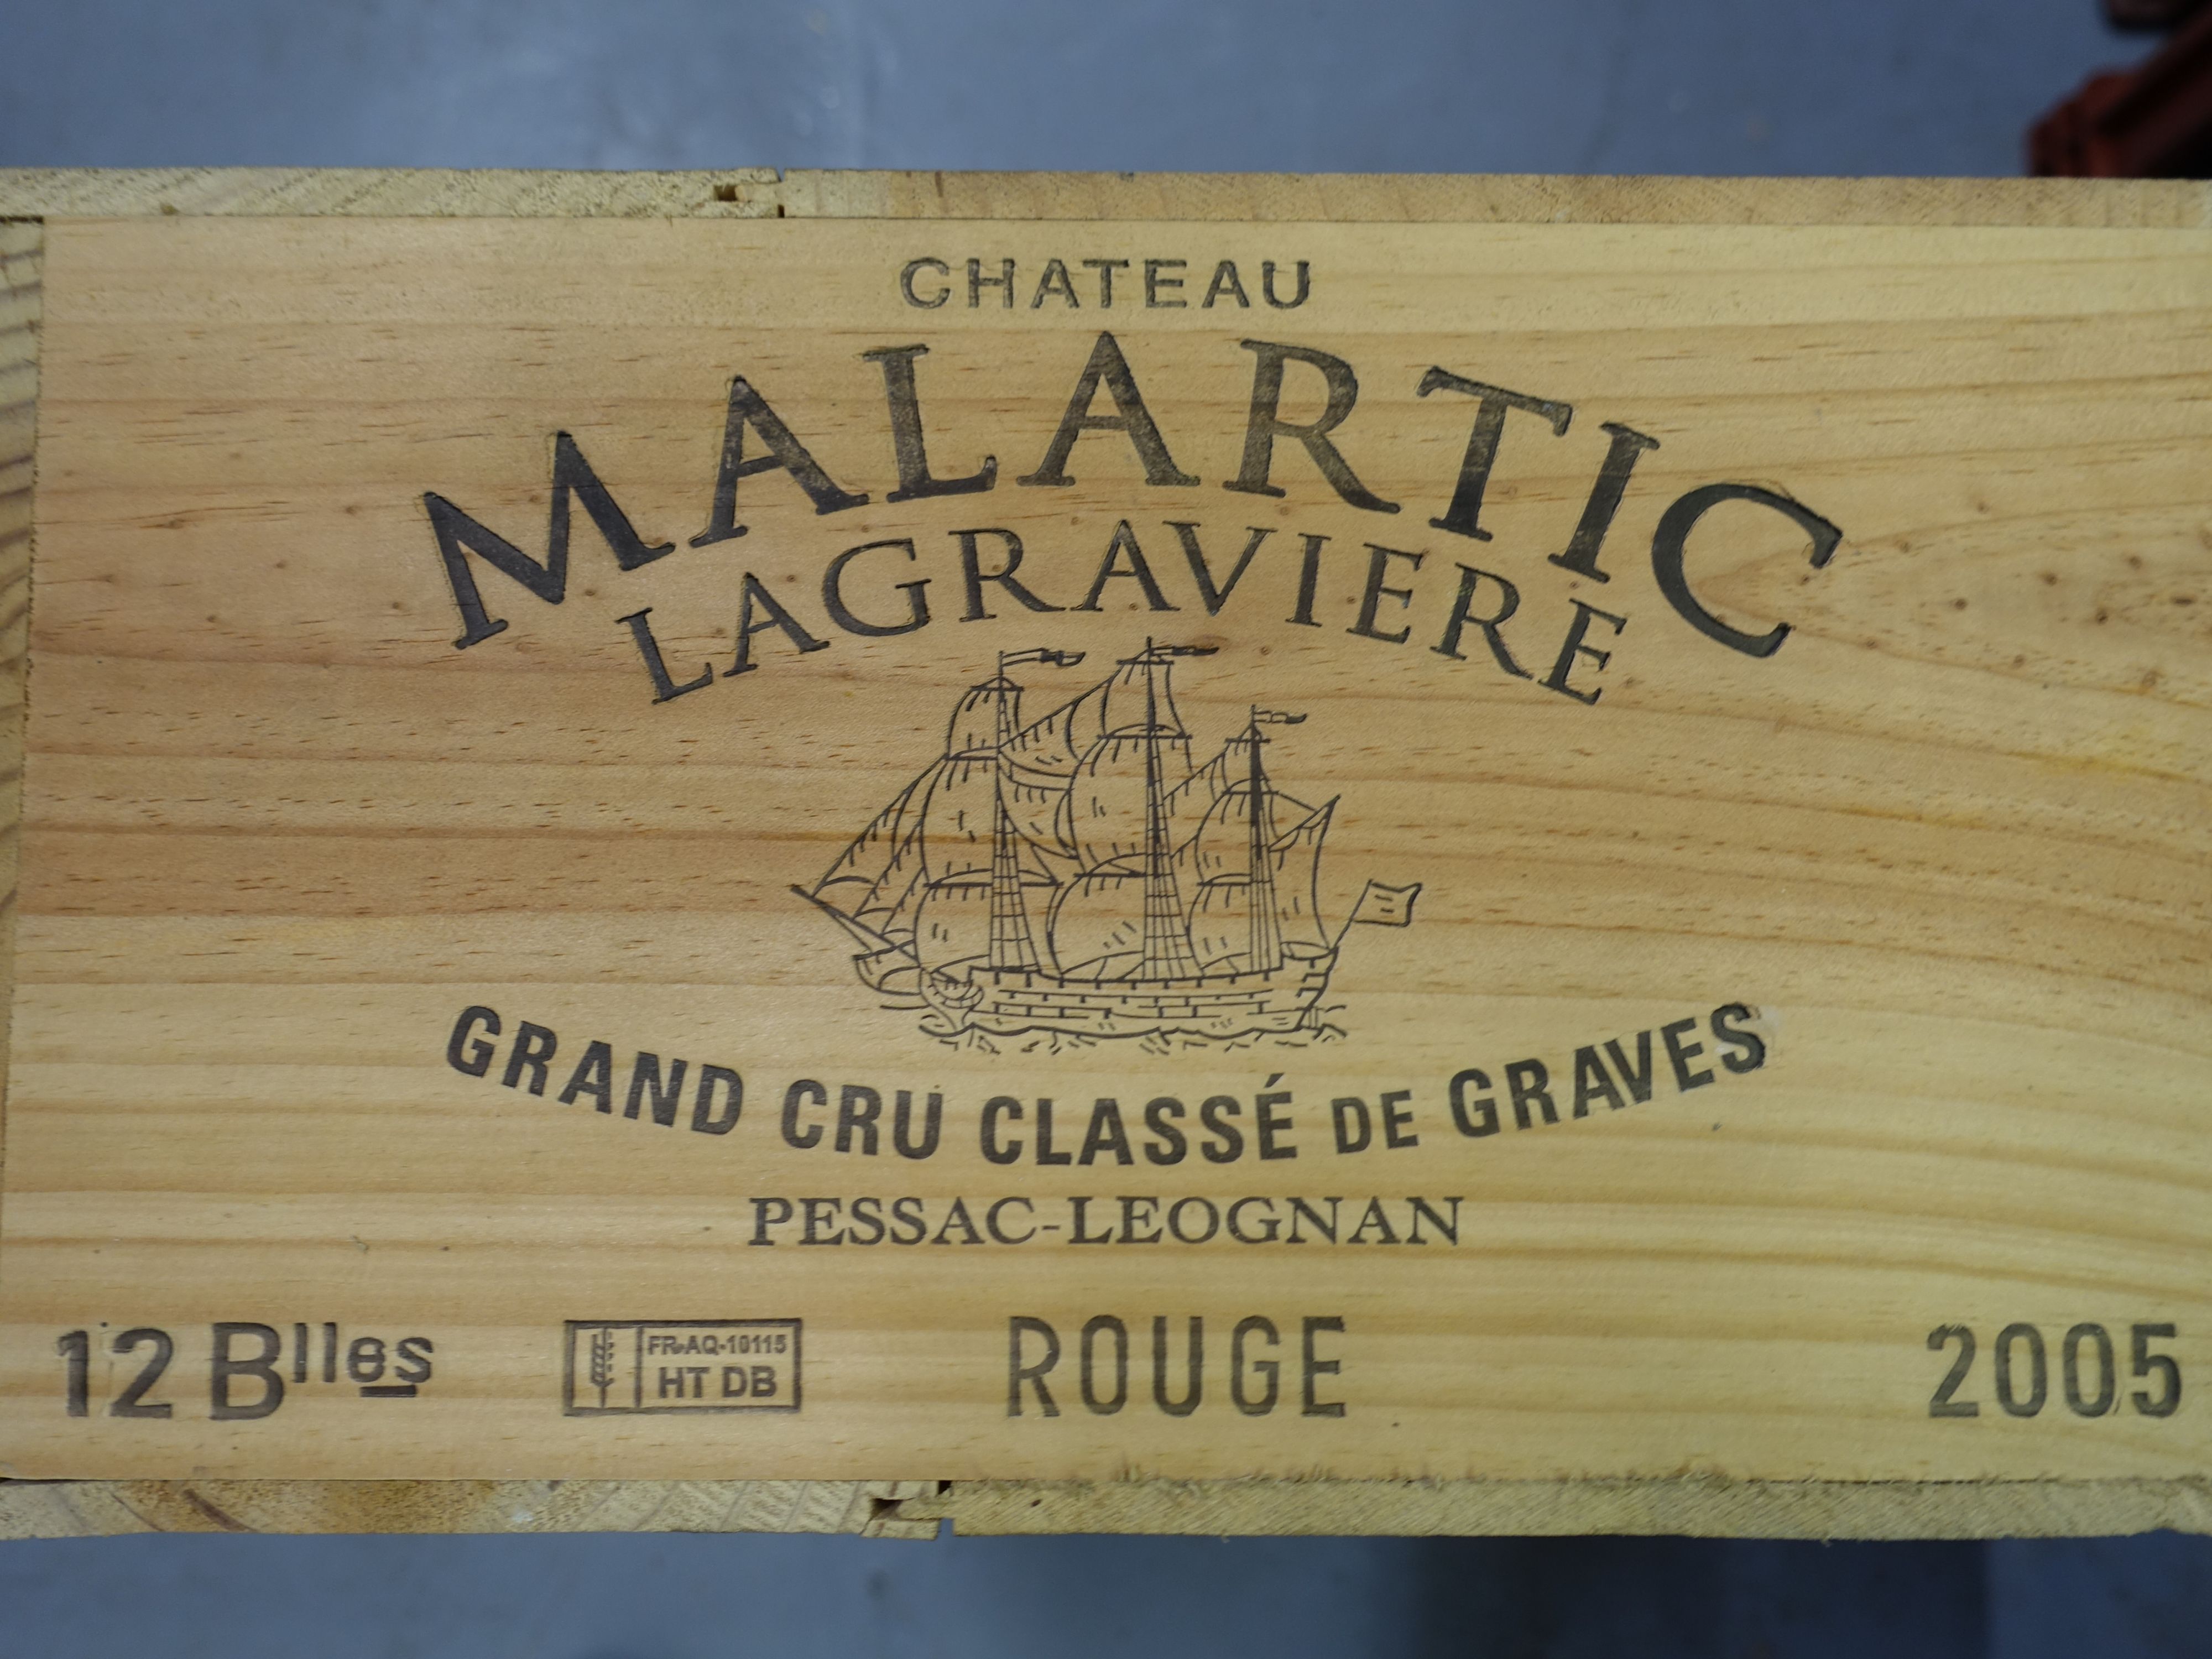 CHATEAU
MALARTIC
LAGRAVIERE
GRAND CRU CLASSÉ DE GRAVES
PESSAC-LEOGNAN
12 Blles
FR-AQ-10115
HT DB
ROUGE
2005